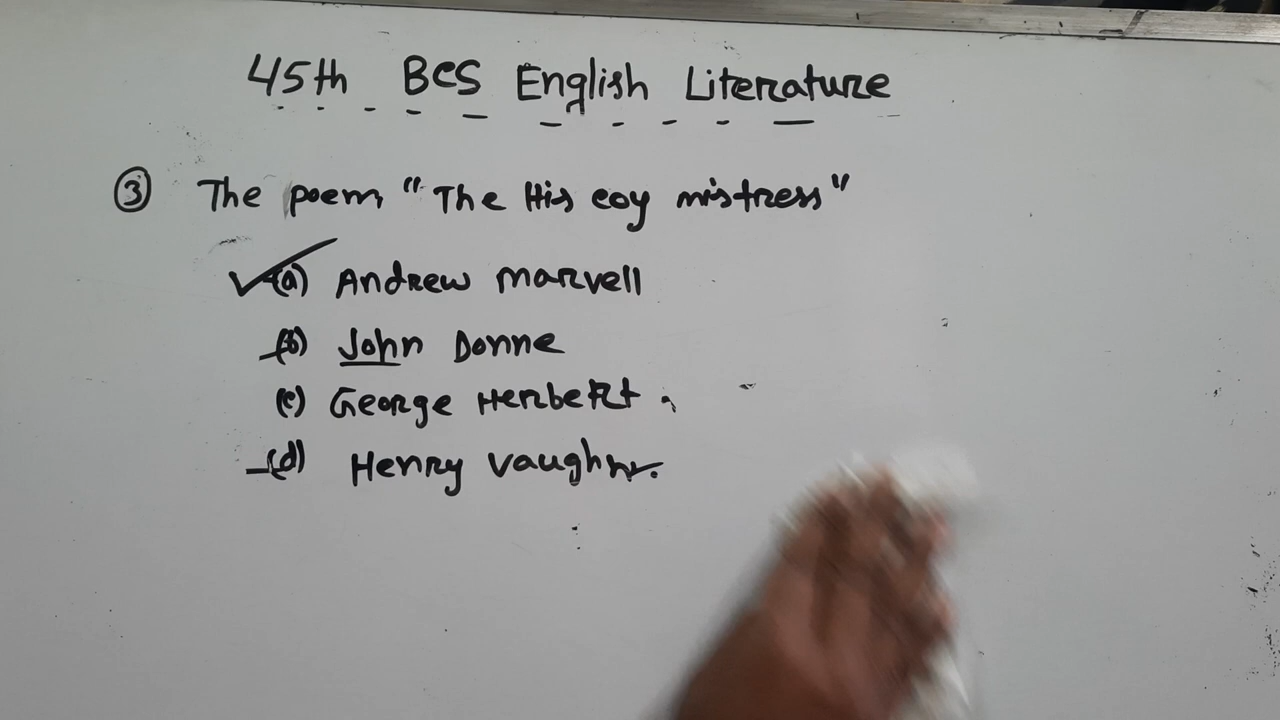 45th BCS English Literature
③ The poem "The His coy mistress"
(a) Andrew Marvell
(b) John Donne
(c) George Herbert.
(d) Henry Vaughn.